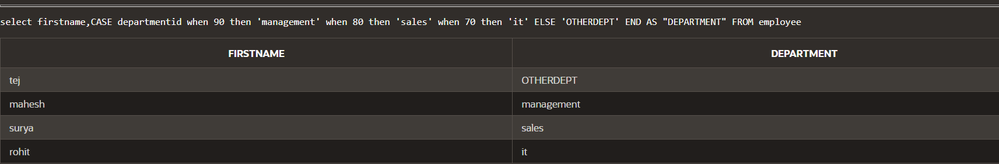 select firstname,CASE departmentid when 90 then 'management' when 80 then 'sales' when 70 then 'it' ELSE 'OTHERDEPT' END AS "DEPARTMENT" FROM employee
FIRSTNAME DEPARTMENT
tej OTHERDEPT
mahesh management
surya sales
rohit it